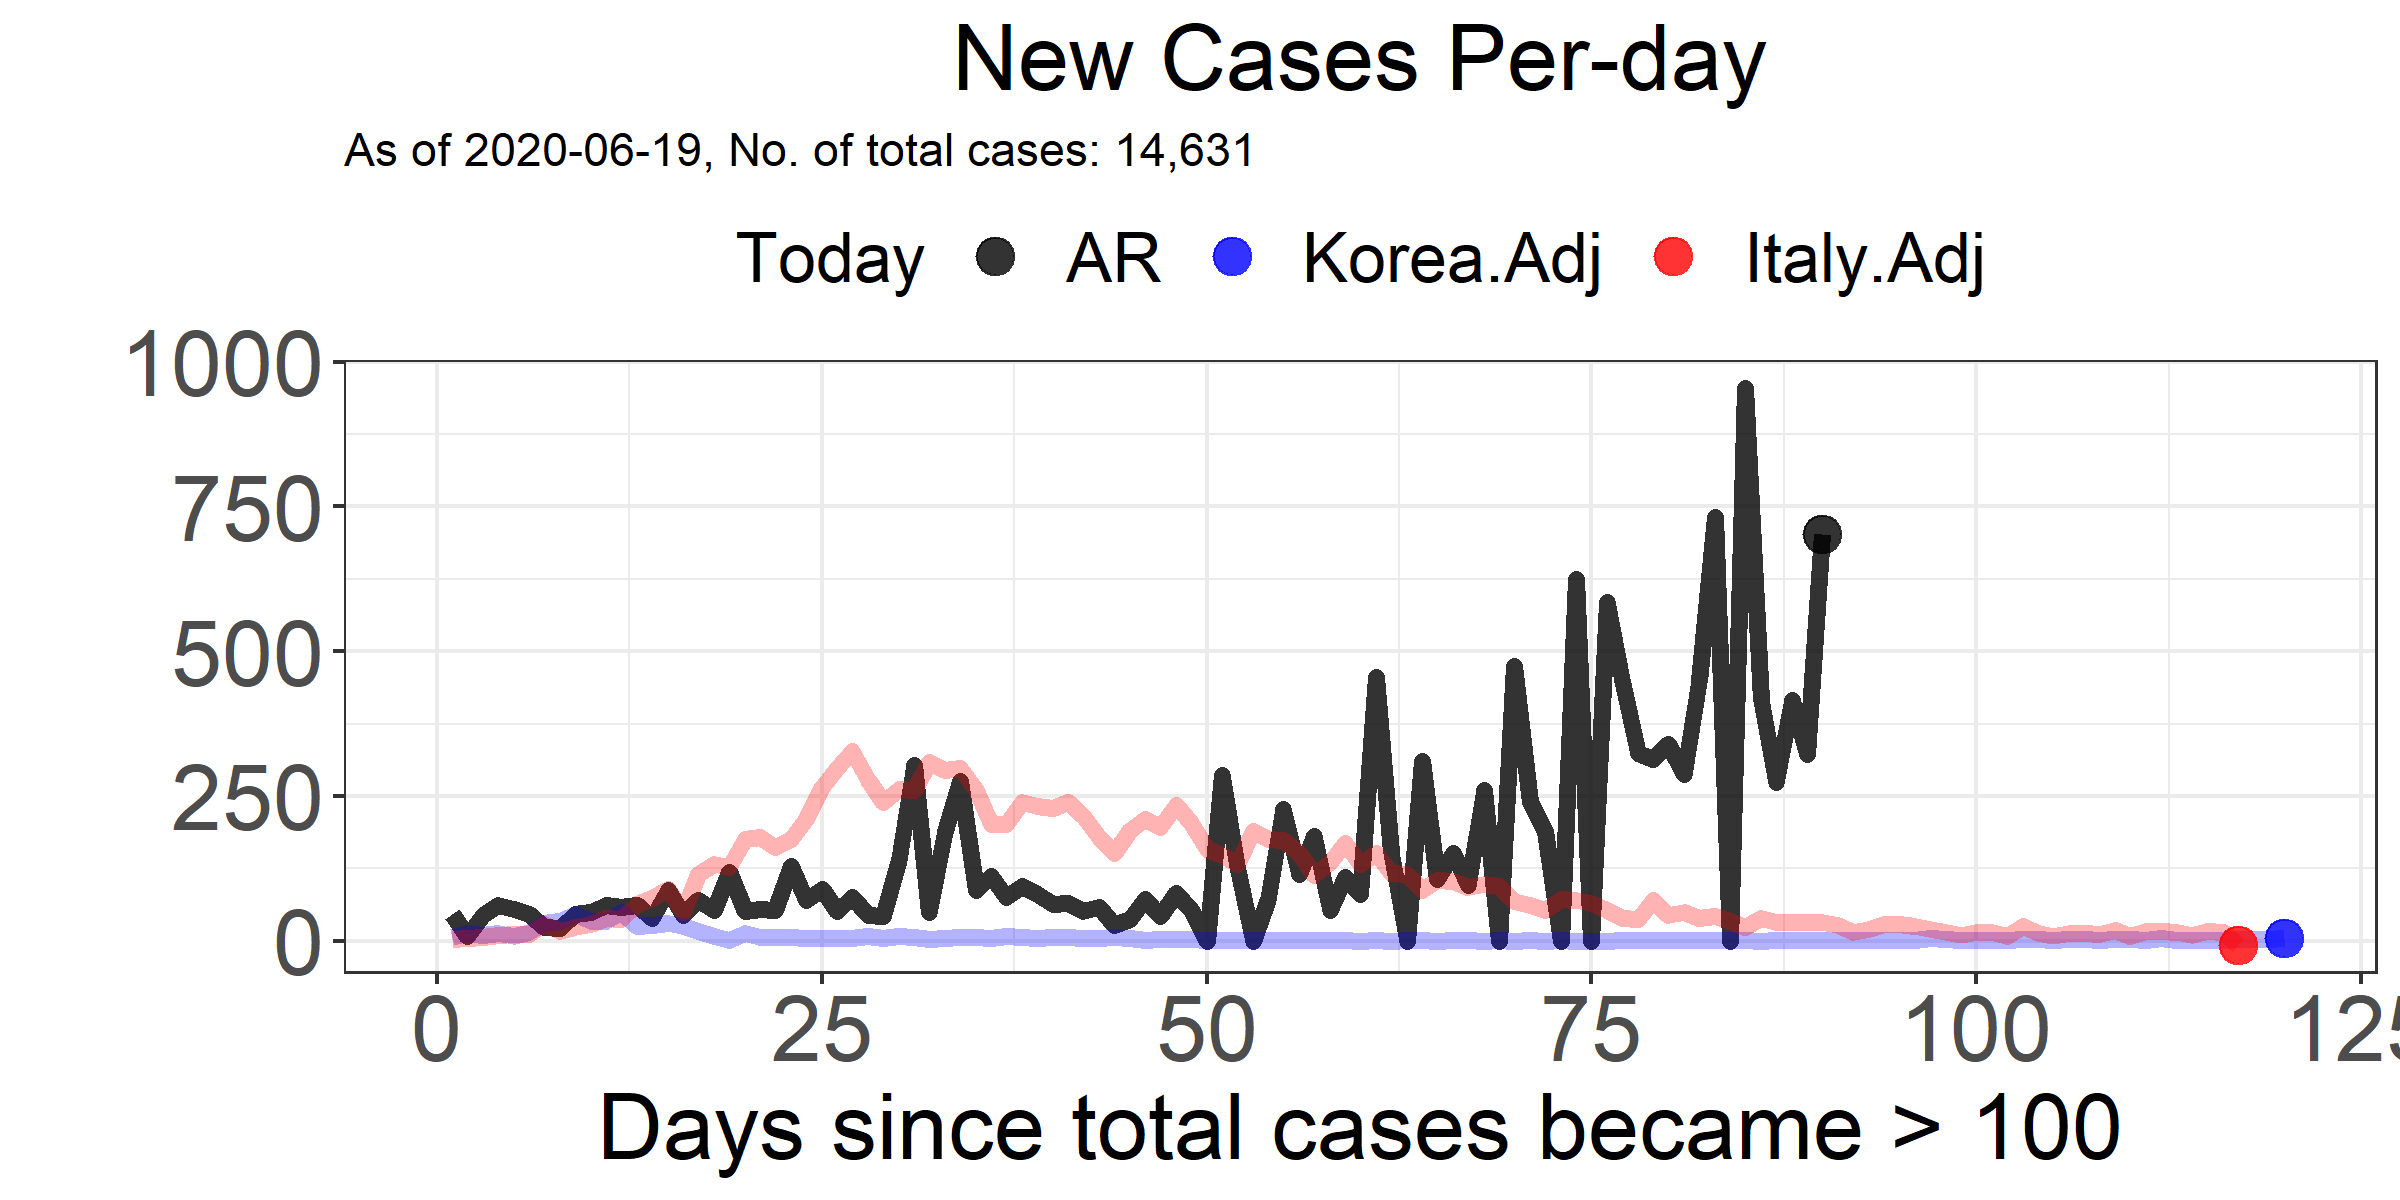 New Cases Per-day
As of 2020-06-19, No. of total cases: 14,631
Today AR Korea.Adj Italy.Adj
1000
750
500
250
0
0 25 50 75 100 125
Days since total cases became > 100